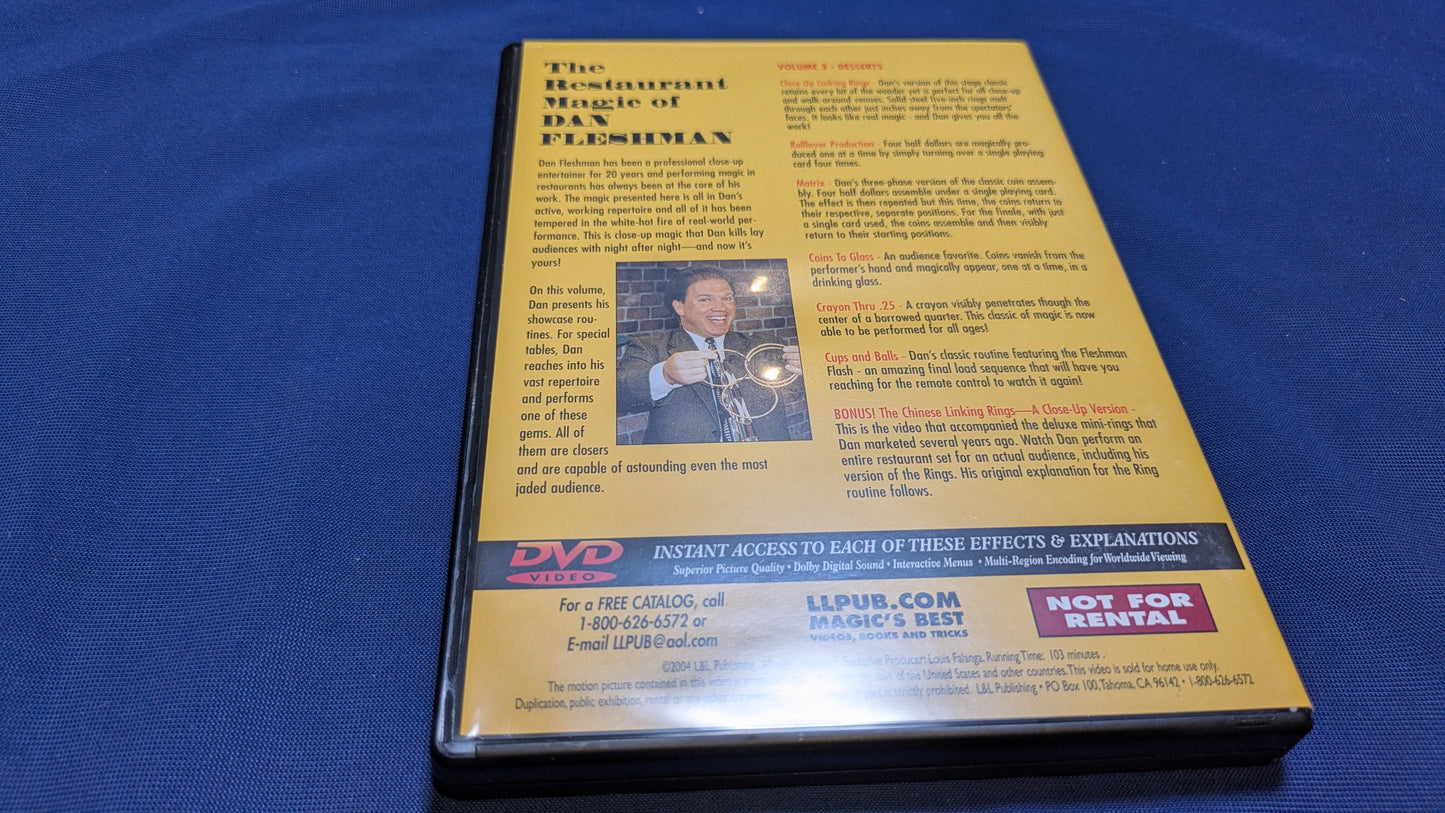 The
Restaurant
Magic of
DAN
FLESHMAN
Dan Fleshman has been a professional close-up
entertainer for 20 years and performing magic in
restaurants has always been at the core of his
work. The magic presented here is all in Dan's
active, working repertoire and all of it has been
tempered in the white-hot fire of real-world per-
formance. This is close-up magic that Dan kills lay
audiences with night after night—and now it's
yours!
On this volume,
Dan presents his
showcase rou-
tines. For special
tables, Dan
reaches into his
vast repertoire
and performs
one of these
gems. All of
them are closers
and are capable of astounding even the most
jaded audience.
VOLUME 3 - DESSERTS
Close-Up Linking Rings - Dan's version of this stage classic
retains every bit of the wonder yet is perfect for all close-up
and walk-around venues. Solid steel five-inch rings melt
through each other just inches away from the spectators'
faces. It looks like real magic - and Dan gives you all the
work!
Rolllover Production - Four half dollars are magically pro-
duced one at a time by simply turning over a single playing
card four times.
Matrix - Dan's three-phase version of the classic coin assem-
bly. Four half dollars assemble under a single playing card.
The effect is then repeated but this time, the coins return to
their respective, separate positions. For the finale, with just
a single card used, the coins assemble and then visibly
return to their starting positions.
Coins To Glass - An audience favorite. Coins vanish from the
performer's hand and magically appear, one at a time, in a
drinking glass.
Crayon Thru .25 - A crayon visibly penetrates though the
center of a borrowed quarter. This classic of magic is now
able to be performed for all ages!
Cups and Balls - Dan's classic routine featuring the Fleshman
Flash - an amazing final load sequence that will have you
reaching for the remote control to watch it again!
BONUS! The Chinese Linking Rings—A Close-Up Version -
This is the video that accompanied the deluxe mini-rings that
Dan marketed several years ago. Watch Dan perform an
entire restaurant set for an actual audience, including his
version of the Rings. His original explanation for the Ring
routine follows.
DVD
VIDEO
INSTANT ACCESS TO EACH OF THESE EFFECTS & EXPLANATIONS
Superior Picture Quality • Dolby Digital Sound • Interactive Menus • Multi-Region Encoding for Worldwide Viewing
For a FREE CATALOG, call
1-800-626-6572 or
E-mail LLPUB@aol.com
LLPUB.COM
MAGIC'S BEST
VIDEOS, BOOKS AND TRICKS
NOT FOR
RENTAL
©2004 L&L Publishing. Executive Producer: Louis Falanga. Running Time: 103 minutes.
The motion picture contained in this video is of the United States and other countries. This video is sold for home use only.
Duplication, public exhibition, rental or any is strictly prohibited. L&L Publishing • PO Box 100, Tahoma, CA 96142 • 1-800-626-6572